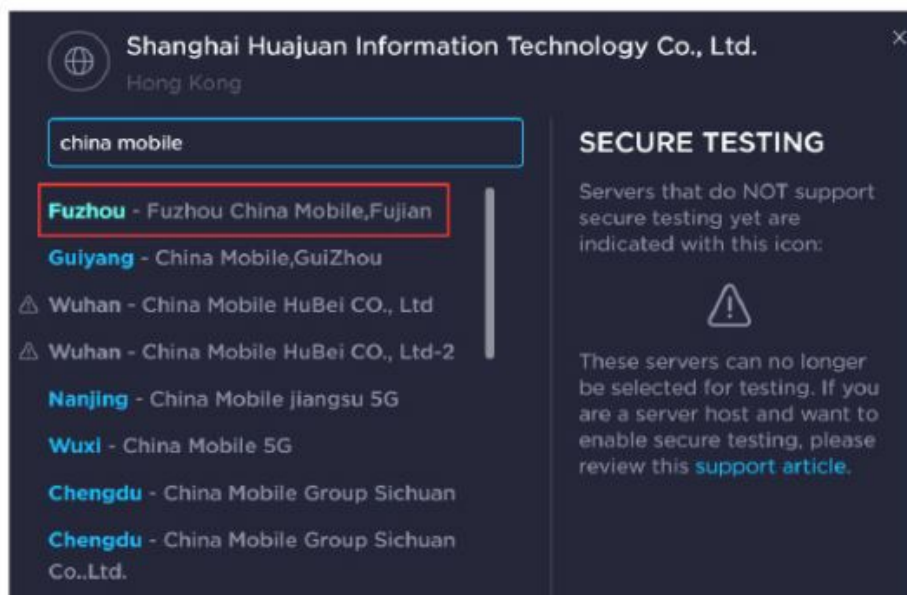 Shanghai Huajuan Information Technology Co., Ltd.
Hong Kong
china mobile
Fuzhou - Fuzhou China Mobile,Fujian
Guiyang - China Mobile,GuiZhou
Wuhan - China Mobile HuBei CO., Ltd
Wuhan - China Mobile HuBei CO., Ltd-2
Nanjing - China Mobile jiangsu 5G
Wuxi - China Mobile 5G
Chengdu - China Mobile Group Sichuan
Chengdu - China Mobile Group Sichuan
Co.,Ltd.
SECURE TESTING
Servers that do NOT support
secure testing yet are
indicated with this icon:
These servers can no longer
be selected for testing. If you
are a server host and want to
enable secure testing, please
review this support article.